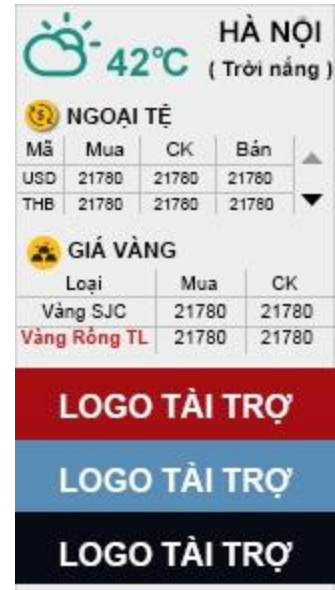 HÀ NỘI
42°C
( Trời nắng )
NGOẠI TỆ
Mã Mua CK Bán
USD 21780 21780 21780
THB 21780 21780 21780
GIÁ VÀNG
Loại Mua CK
Vàng SJC 21780 21780
Vàng Rồng TL 21780 21780
LOGO TÀI TRỢ
LOGO TÀI TRỢ
LOGO TÀI TRỢ